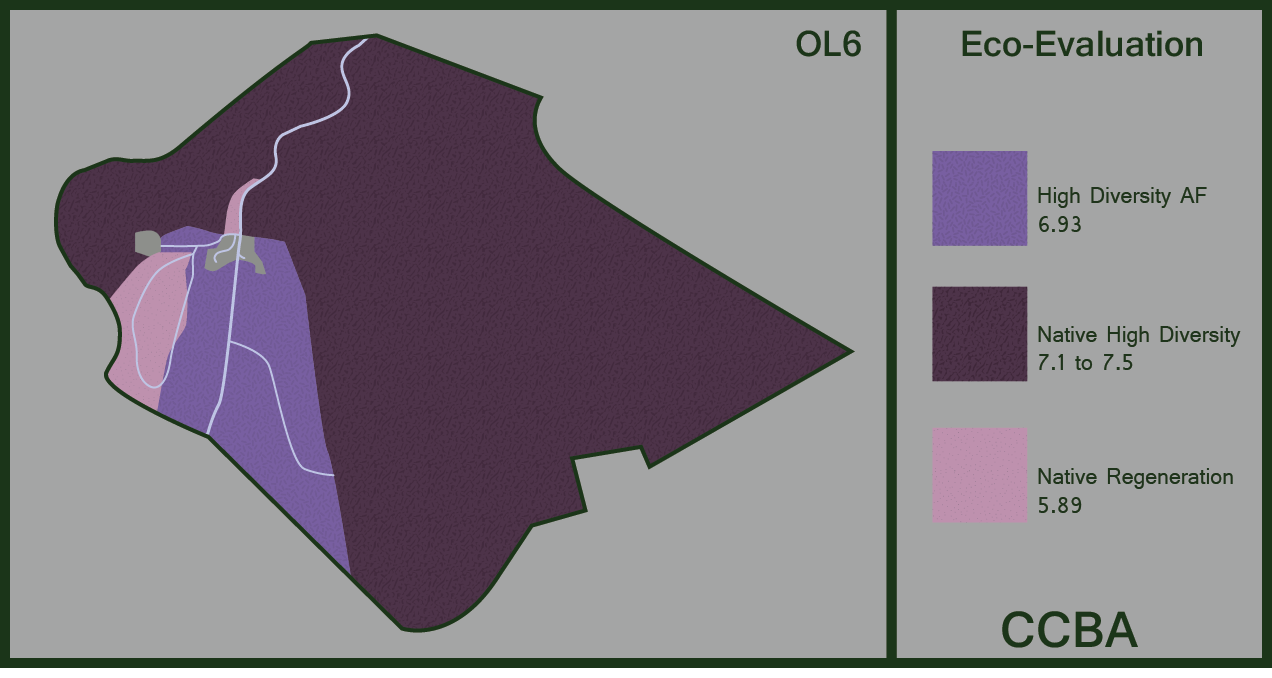 OL6
Eco-Evaluation
High Diversity AF
6.93
Native High Diversity
7.1 to 7.5
Native Regeneration
5.89
CCBA